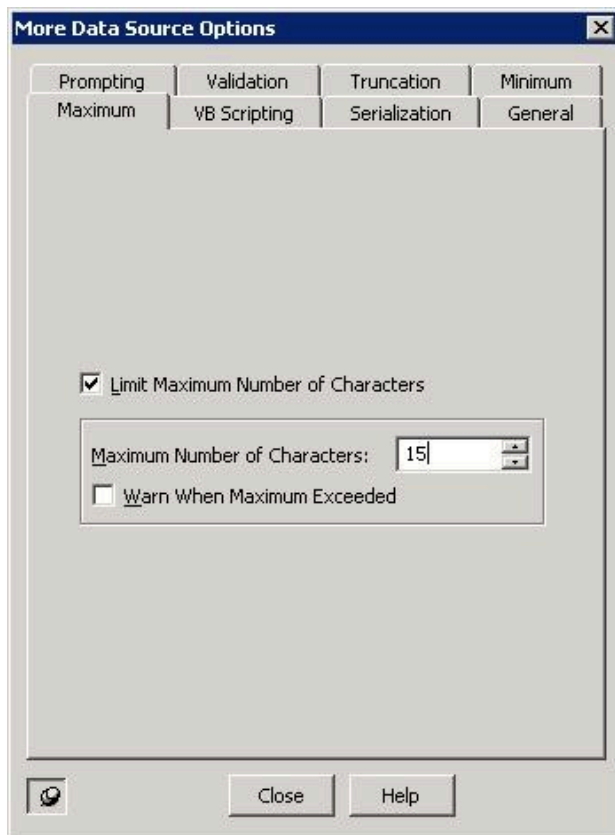 More Data Source Options
Prompting Validation Truncation Minimum
Maximum VB Scripting Serialization General
Limit Maximum Number of Characters
Maximum Number of Characters: 15
Warn When Maximum Exceeded
Close Help